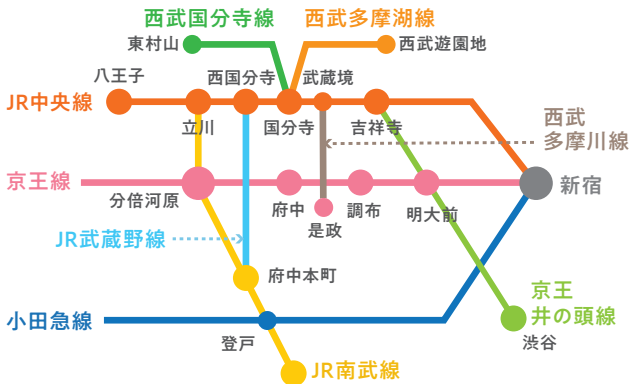 西武国分寺線
西武多摩湖線
東村山
西武遊園地
八王子
西国分寺
武蔵境
JR中央線
立川
国分寺
吉祥寺
西武
多摩川線
京王線
分倍河原
府中
調布
明大前
新宿
是政
JR武蔵野線
府中本町
京王
井の頭線
小田急線
登戸
渋谷
JR南武線